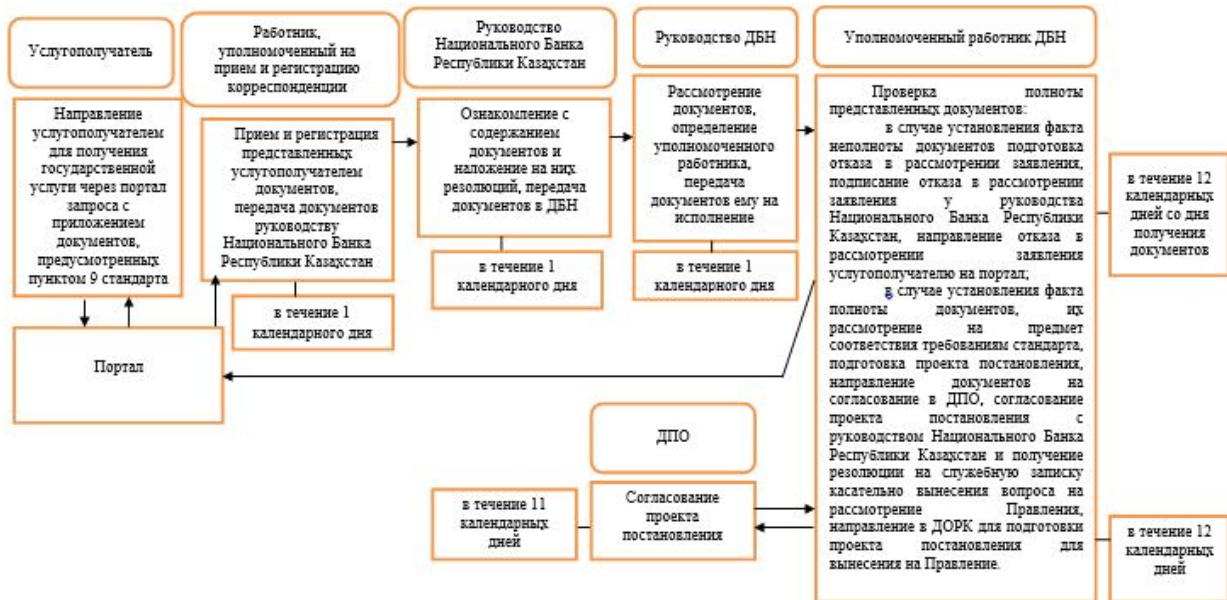 Услугополучатель
Работник,
уполномоченный на
прием и регистрацию
корреспонденции
Руководство
Национального Банка
Республики Казахстан
Руководство ДБН
Уполномоченный работник ДБН
Направление
услугополучателем
для получения
государственной
услуги через портал
запроса с
приложением
документов,
предусмотренных
пунктом 9 стандарта
Прием и регистрация
представленных
услугополучателем
документов,
передача документов
руководству
Национального Банка
Республики Казахстан
Ознакомление с
содержанием
документов и
наложение на них
резолюций, передача
документов в ДБН
Рассмотрение
документов,
определение
уполномоченного
работника,
передача
документов ему на
исполнение
Проверка полноты
представленных документов:
в случае установления факта
неполноты документов подготовка
отказа в рассмотрении заявления,
подписание отказа в рассмотрении
заявления у руководства
Национального Банка Республики
Казахстан, направление отказа в
рассмотрении заявления
услугополучателю на портал;
в случае установления факта
полноты документов, их
рассмотрение на предмет
соответствия требованиям стандарта,
подготовка проекта постановления,
направление документов на
согласование в ДПО, согласование
проекта постановления с
руководством Национального Банка
Республики Казахстан и получение
резолюции на служебную записку
касательно вынесения вопроса на
рассмотрение Правления,
направление в ДОРК для подготовки
проекта постановления для
вынесения на Правление.
в течение 12
календарных
дней со дня
получения
документов
в течение 1
календарного дня
в течение 1
календарного дня
в течение 1
календарного дня
Портал
ДПО
в течение 11
календарных
дней
Согласование
проекта
постановления
в течение 12
календарных
дней